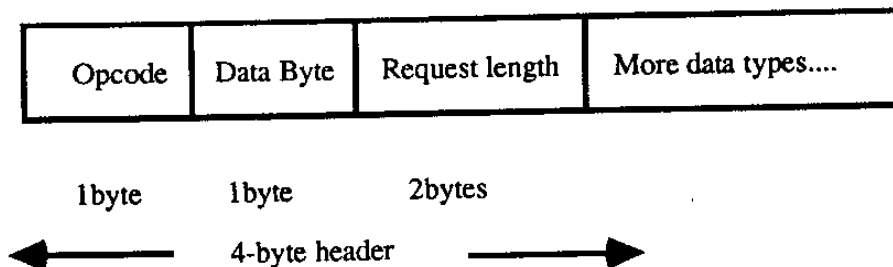 Opcode Data Byte Request length More data types....
1byte 1byte 2bytes
4-byte header